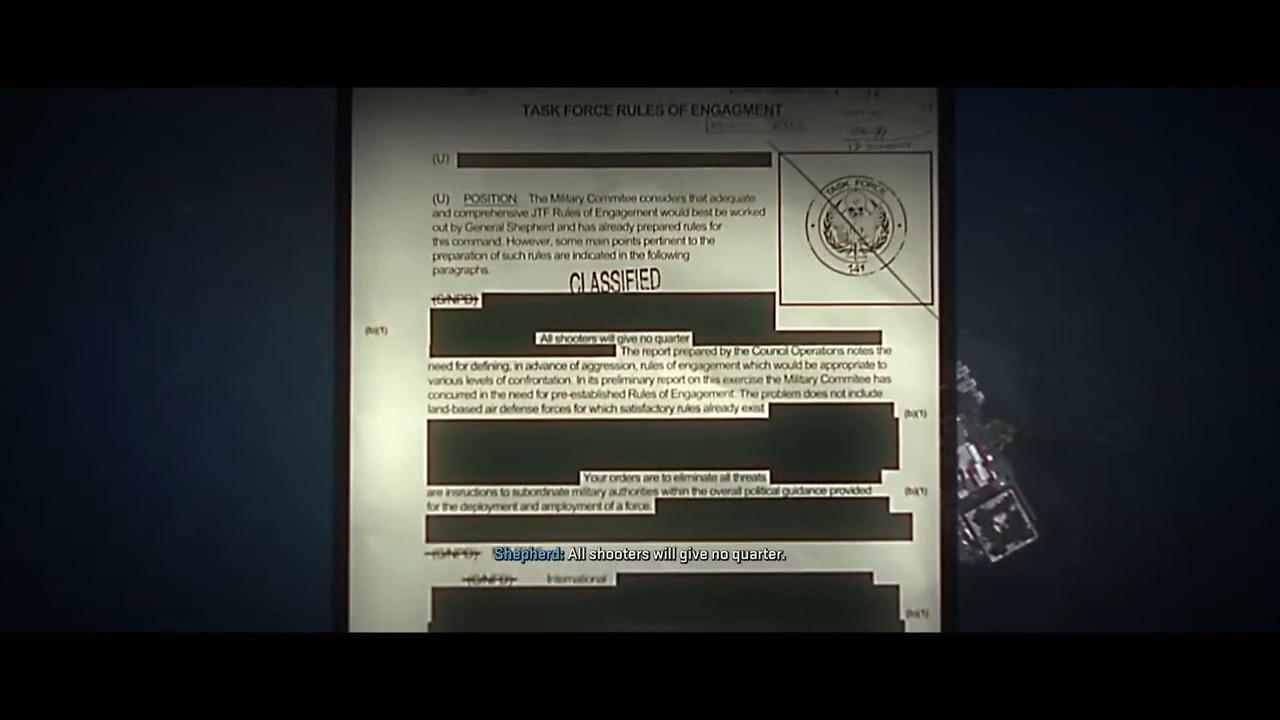 TASK FORCE RULES OF ENGAGMENT
(U)
(U) POSITION: The Military Commitee considers that adequate
and comprehensive JTF Rules of Engagement would best be worked
out by General Shepherd and has already prepared rules for
this command. However, some main points pertinent to the
preparation of such rules are indicated in the following
paragraphs.
TASK FORCE
141
CLASSIFIED
(S/NPD)
(b)(1)
All shooters will give no quarter
The report prepared by the Council Operations notes the
need for defining, in advance of aggression, rules of engagement which would be appropriate to
various levels of confrontation. In its preliminary report on this exercise the Military Commitee has
concurred in the need for pre-established Rules of Engagement. The problem does not include
land-based air defense forces for which satisfactory rules already exist
(b)(1)
Your orders are to eliminate all threats
are insructions to subordinate military authorities within the overall political guidance provided
(b)(1)
for the deployment and amployment of a force.
Shepherd: All shooters will give no quarter.
International
(b)(1)